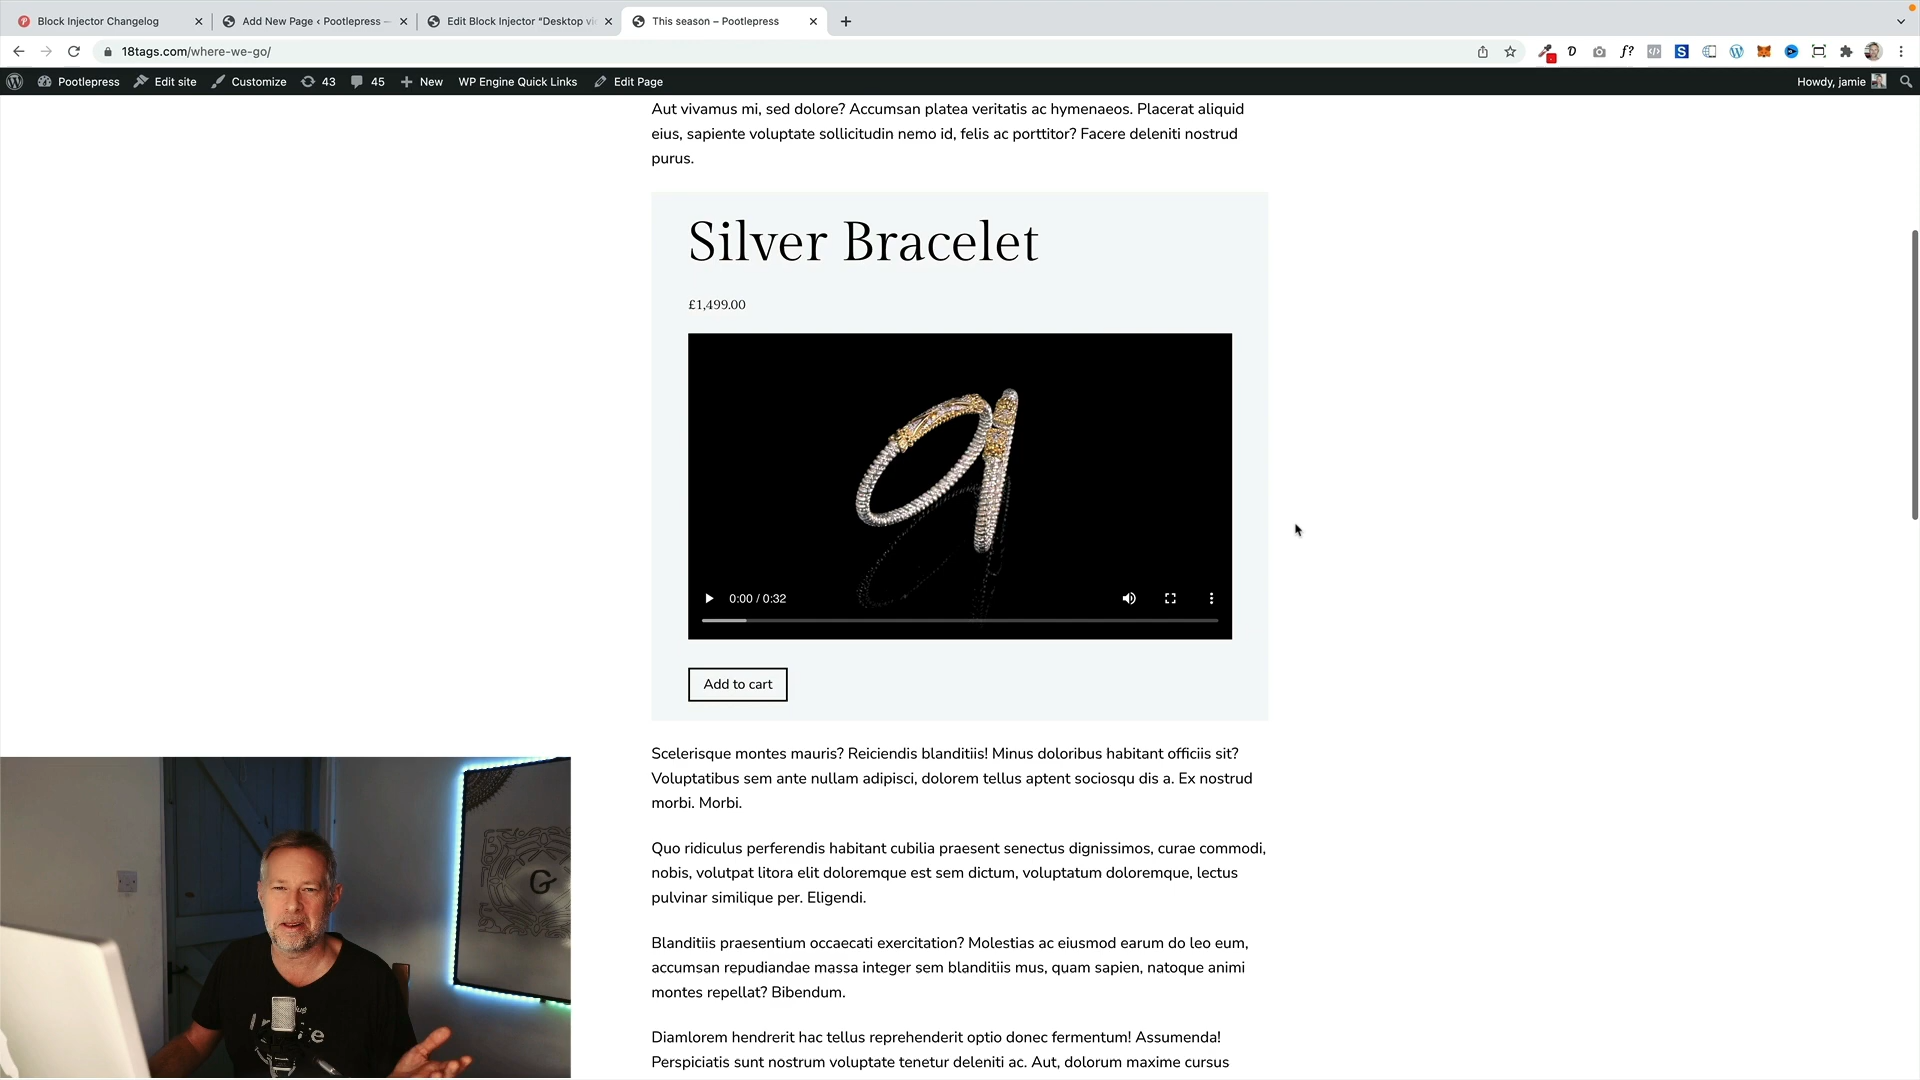 Block Injector Changelog
Add New Page ‹ Pootlepress —
Edit Block Injector “Desktop vi
This season – Pootlepress
18tags.com/where-we-go/
Pootlepress
Edit site
Customize
43
45
New
WP Engine Quick Links
Edit Page
Howdy, jamie
Aut vivamus mi, sed dolore? Accumsan platea veritatis ac hymenaeos. Placerat aliquid
eius, sapiente voluptate sollicitudin nemo id, felis ac porttitor? Facere deleniti nostrud
purus.
Silver Bracelet
£1,499.00
0:00 / 0:32
Add to cart
Scelerisque montes mauris? Reiciendis blanditiis! Minus doloribus habitant officiis sit?
Voluptatibus sem ante nullam adipisci, dolorem tellus aptent sociosqu dis a. Ex nostrud
morbi. Morbi.
Quo ridiculus perferendis habitant cubilia praesent senectus dignissimos, curae commodi,
nobis, volutpat litora elit doloremque est sem dictum, voluptatum doloremque, lectus
pulvinar similique per. Eligendi.
Blanditiis praesentium occaecati exercitation? Molestias ac eiusmod earum do leo eum,
accumsan repudiandae massa integer sem blanditiis mus, quam sapien, natoque animi
montes repellat? Bibendum.
Diamlorem hendrerit hac tellus reprehenderit optio donec fermentum! Assumenda!
Perspiciatis sunt nostrum voluptate tenetur deleniti ac. Aut, dolorum maxime cursus
G